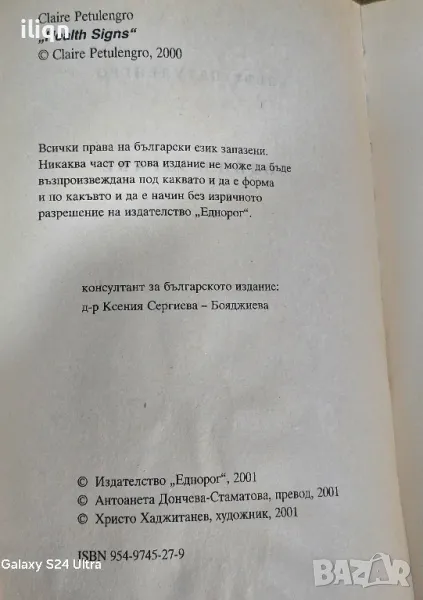 iliqn
Claire Petulengro
„Health Signs“
© Claire Petulengro, 2000
Всички права на български език запазени.
Никаква част от това издание не може да бъде
възпроизвеждана под каквато и да е форма
и по какъвто и да е начин без изричното
разрешение на издателство „Еднорог“.
консултант за българското издание:
д-р Ксения Сергиева – Бояджиева
© Издателство „Еднорог“, 2001
© Антоанета Дончева-Стаматова, превод, 2001
© Христо Хаджитанев, художник, 2001
ISBN 954-9745-27-9
Galaxy S24 Ultra
BAZAR